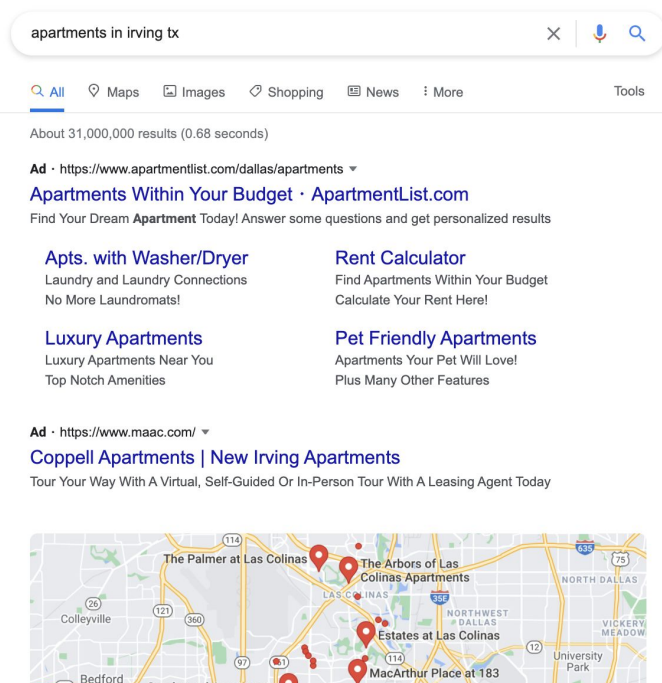 apartments in irving tx
All Maps Images Shopping News More Tools
About 31,000,000 results (0.68 seconds)
Ad · https://www.apartmentlist.com/dallas/apartments
Apartments Within Your Budget · ApartmentList.com
Find Your Dream Apartment Today! Answer some questions and get personalized results
Apts. with Washer/Dryer
Laundry and Laundry Connections
No More Laundromats!
Rent Calculator
Find Apartments Within Your Budget
Calculate Your Rent Here!
Luxury Apartments
Luxury Apartments Near You
Top Notch Amenities
Pet Friendly Apartments
Apartments Your Pet Will Love!
Plus Many Other Features
Ad · https://www.maac.com/
Coppell Apartments | New Irving Apartments
Tour Your Way With A Virtual, Self-Guided Or In-Person Tour With A Leasing Agent Today
114
635
75
The Palmer at Las Colinas
The Arbors of Las
Colinas Apartments
NORTH DALLAS
LAS COLINAS
35E
26
121
360
Colleyville
NORTHWEST
DALLAS
VICKERY
MEADOW
Estates at Las Colinas
12
97
114
University
Park
MacArthur Place at 183
Bedford